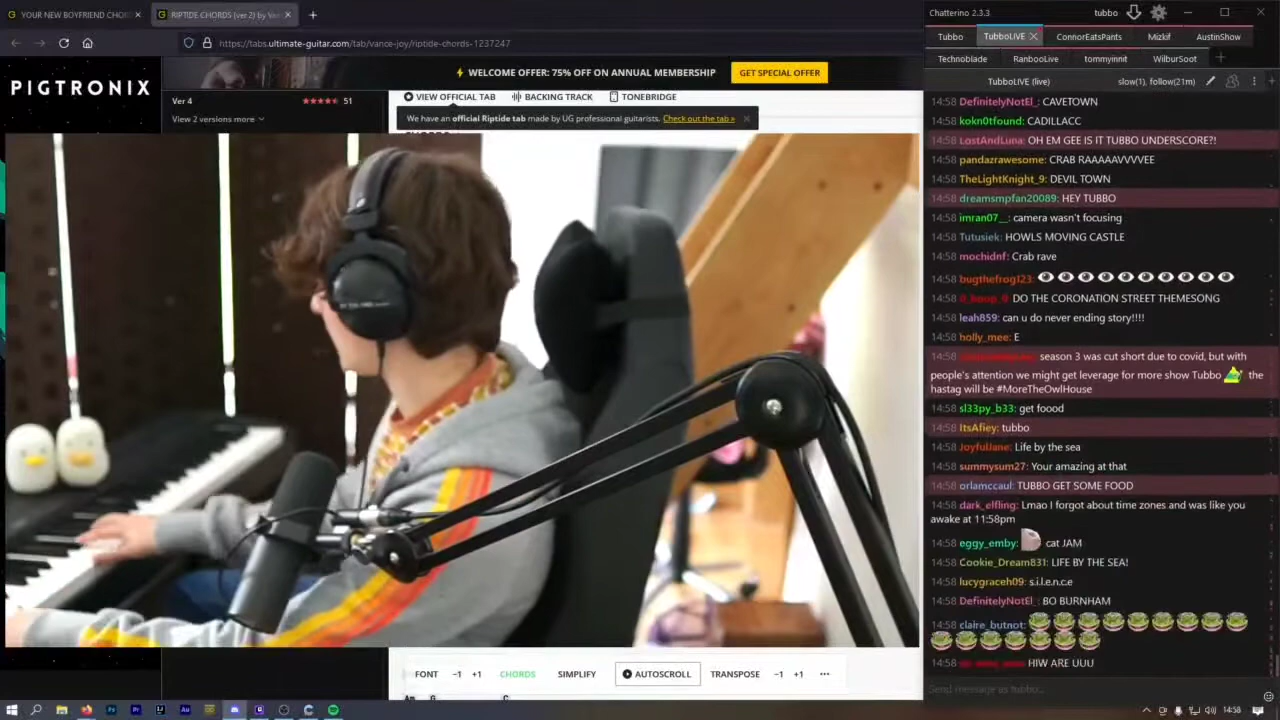 YOUR NEW BOYFRIEND CHO
RIPTIDE CHORDS (ver 2) by Van
https://tabs.ultimate-guitar.com/tab/vance-joy/riptide-chords-1237247
PIGTRONIX
WELCOME OFFER: 75% OFF ON ANNUAL MEMBERSHIP
GET SPECIAL OFFER
Ver 4
51
View 2 versions more
VIEW OFFICIAL TAB
BACKING TRACK
TONEBRIDGE
We have an official Riptide tab made by UG professional guitarists. Check out the tab »
FONT −1 +1 CHORDS SIMPLIFY AUTOSCROLL TRANSPOSE −1 +1
Am G C
Chatterino 2.3.3
tubbo
Tubbo TubboLIVE ConnorEatsPants Mizkif AustinShow
Technoblade RanbooLive tommyinnit WilburSoot
TubboLIVE (live) slow(1), follow(21m)
14:58 DefinitelyNotEl_: CAVETOWN
14:58 kokn0tfound: CADILLACC
14:58 LostAndLuna: OH EM GEE IS IT TUBBO UNDERSCORE?!
14:58 pandazrawesome: CRAB RAAAAAVVVVEE
14:58 TheLightKnight_9: DEVIL TOWN
14:58 dreamsmpfan20089: HEY TUBBO
14:58 imran07__: camera wasn't focusing
14:58 Tutusiek: HOWLS MOVING CASTLE
14:58 mochidnf: Crab rave
14:58 bugthefrog123:
14:58 DO THE CORONATION STREET THEMESONG
14:58 leah859: can u do never ending story!!!!
14:58 holly_mee: E
14:58 season 3 was cut short due to covid, but with
people's attention we might get leverage for more show Tubbo the
hastag will be #MoreTheOwlHouse
14:58 sl33py_b33: get foood
14:58 ItsAfiey: tubbo
14:58 JoyfulJane: Life by the sea
14:58 summysum27: Your amazing at that
14:58 orlamccaul: TUBBO GET SOME FOOD
14:58 dark_elfling: Lmao I forgot about time zones and was like you
awake at 11:58pm
14:58 eggy_emby: cat JAM
14:58 Cookie_Dream831: LIFE BY THE SEA!
14:58 lucygraceh09: s.i.l.e.n.c.e
14:58 DefinitelyNotEl_: BO BURNHAM
14:58 claire_butnot:
14:58 HIW ARE UUU
Send message as tubbo...
14:58